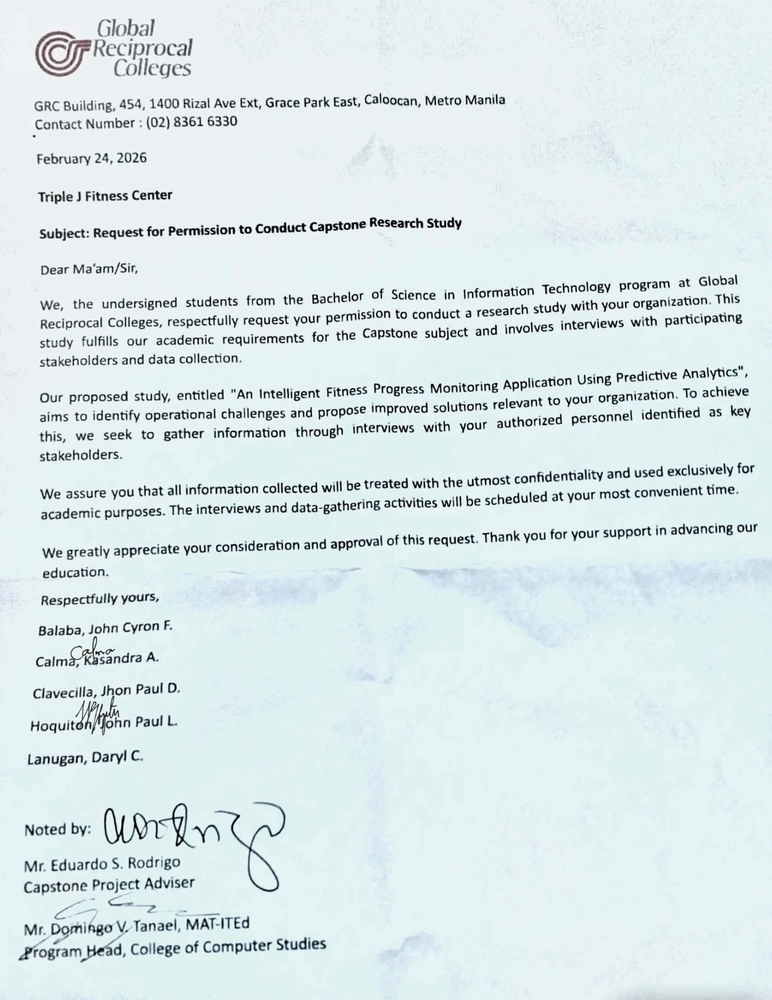 Global
Reciprocal
Colleges
GRC Building, 454, 1400 Rizal Ave Ext, Grace Park East, Caloocan, Metro Manila
Contact Number : (02) 8361 6330
February 24, 2026
Triple J Fitness Center
Subject: Request for Permission to Conduct Capstone Research Study
Dear Ma'am/Sir,
We, the undersigned students from the Bachelor of Science in Information Technology program at Global
Reciprocal Colleges, respectfully request your permission to conduct a research study with your organization. This
study fulfills our academic requirements for the Capstone subject and involves interviews with participating
stakeholders and data collection.
Our proposed study, entitled "An Intelligent Fitness Progress Monitoring Application Using Predictive Analytics",
aims to identify operational challenges and propose improved solutions relevant to your organization. To achieve
this, we seek to gather information through interviews with your authorized personnel identified as key
stakeholders.
We assure you that all information collected will be treated with the utmost confidentiality and used exclusively for
academic purposes. The interviews and data-gathering activities will be scheduled at your most convenient time.
We greatly appreciate your consideration and approval of this request. Thank you for your support in advancing our
education.
Respectfully yours,
Balaba, John Cyron F.
Calma
Calma, Kasandra A.
Clavecilla, Jhon Paul D.
Hoquiton, John Paul L.
Lanugan, Daryl C.
Noted by:
Mr. Eduardo S. Rodrigo
Capstone Project Adviser
Mr. Domingo V. Tanael, MAT-ITEd
Program Head, College of Computer Studies